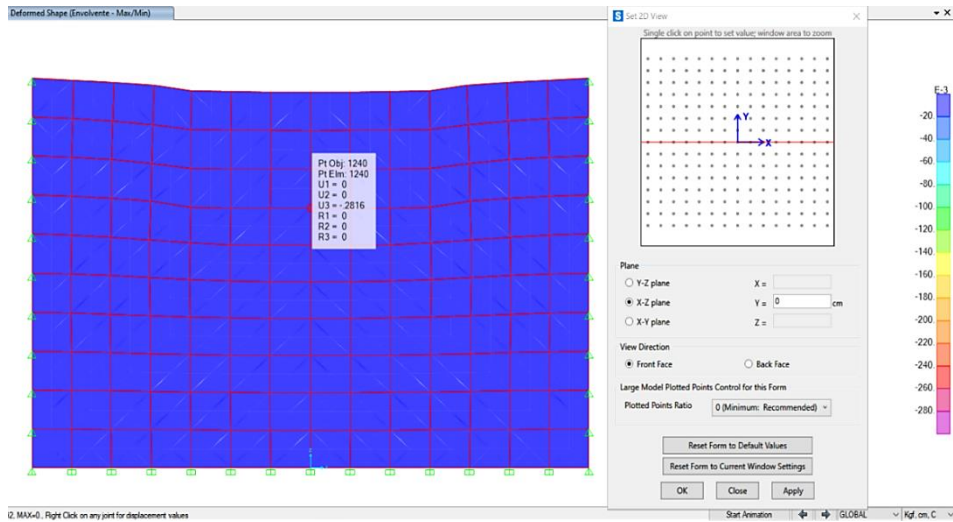 Deformed Shape (Envolvente - Max/Min)
Pt Obj: 1240
Pt Elm: 1240
U1 = 0
U2 = 0
U3 = -.2816
R1 = 0
R2 = 0
R3 = 0
Set 2D View
Single click on point to set value; window area to zoom
Y
X
Plane
Y-Z plane
X =
X-Z plane
Y =
0
cm
X-Y plane
Z =
View Direction
Front Face
Back Face
Large Model Plotted Points Control for this Form
Plotted Points Ratio
0 (Minimum: Recommended)
Reset Form to Default Values
Reset Form to Current Window Settings
OK
Close
Apply
E-3
-20.
-40.
-60.
-80.
-100.
-120.
-140.
-160.
-180.
-200.
-220.
-240.
-260.
-280.
MAX=0, Right Click on any joint for displacement values
Start Animation
GLOBAL
Kgf, cm, C